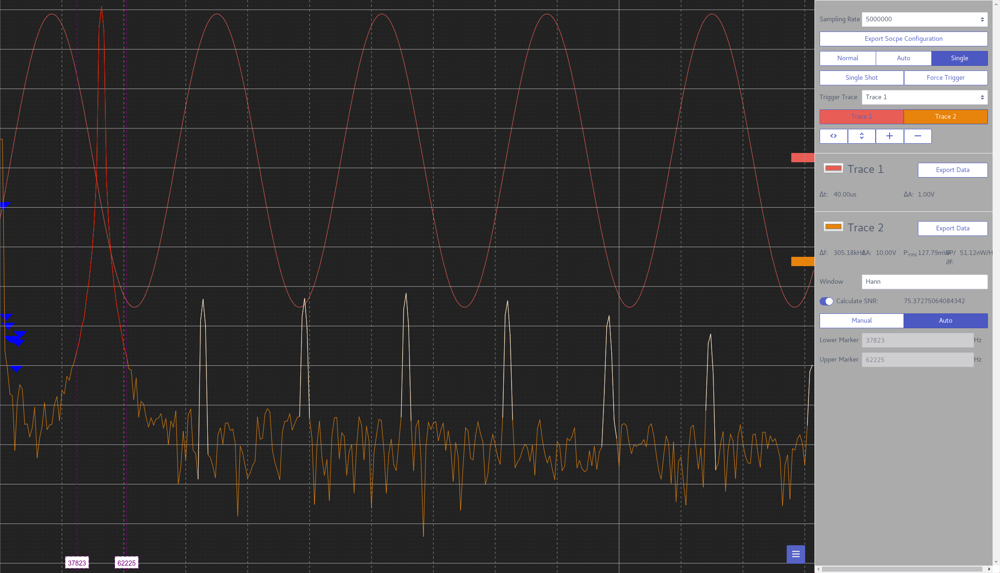 Sampling Rate 5000000
Export Socpe Configuration
Normal Auto Single
Single Shot Force Trigger
Trigger Trace Trace 1
Trace 1 Trace 2
Trace 1 Export Data
Δt: 40.00us ΔA: 1.00V
Trace 2 Export Data
Δf: 305.18kHz ΔA: 10.00V P:rms 127.79mW ∂P/ 51.12nW/H
∂f:
Window Hann
Calculate SNR: 75.37275064084342
Manual Auto
Lower Marker 37823 Hz
Upper Marker 62225 Hz
37823 62225